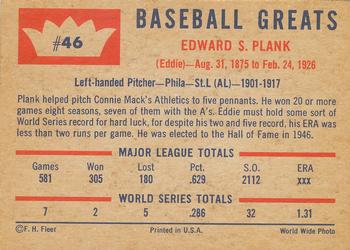 #46
BASEBALL GREATS
EDWARD S. PLANK
(Eddie)—Aug. 31, 1875 to Feb. 24, 1926
Left-handed Pitcher—Phila—St.L (AL)—1901-1917
Plank helped pitch Connie Mack's Athletics to five pennants. He won 20 or more
games eight seasons, seven of them with the A's. Eddie must hold some sort of
World Series record for hard luck, for despite his two and five record, his ERA was
less than two runs per game. He was elected to the Hall of Fame in 1946.
MAJOR LEAGUE TOTALS
Games Won Lost Pct. S.O. ERA
581 305 180 .629 2112 xxx
WORLD SERIES TOTALS
7 2 5 .286 32 1.31
©F. H. Fleer Printed in U.S.A. World Wide Photo